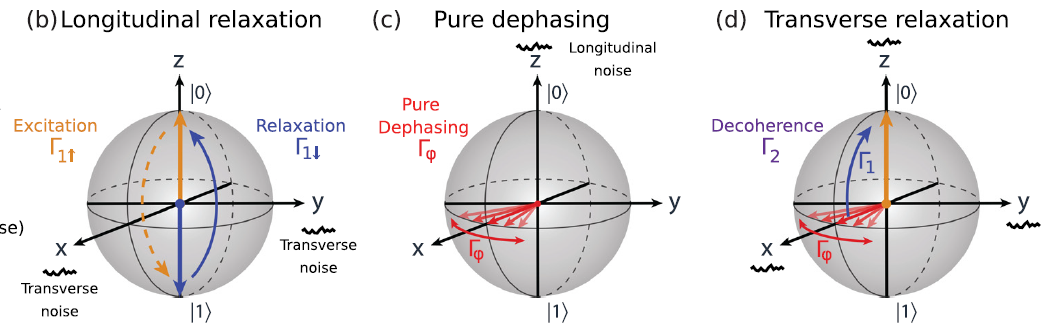 (b) Longitudinal relaxation
z
|0⟩
Excitation
Γ1↑
Relaxation
Γ1↓
y
x
Transverse
noise
Transverse
noise
|1⟩
se)
(c) Pure dephasing
Longitudinal
noise
z
|0⟩
Pure
Dephasing
Γφ
y
x
Γφ
|1⟩
(d) Transverse relaxation
z
|0⟩
Decoherence
Γ2
Γ1
y
x
Γφ
|1⟩